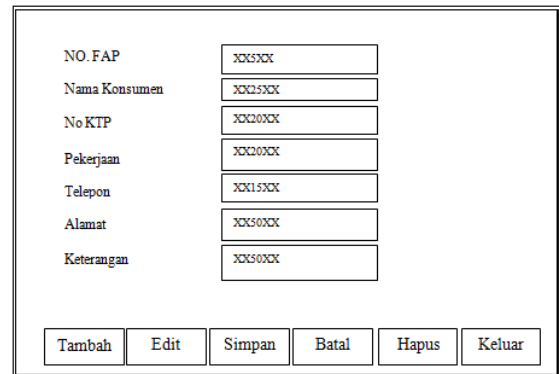 NO. FAP XX5XX
Nama Konsumen XX25XX
No KTP XX20XX
Pekerjaan XX20XX
Telepon XX15XX
Alamat XX50XX
Keterangan XX50XX
Tambah Edit Simpan Batal Hapus Keluar